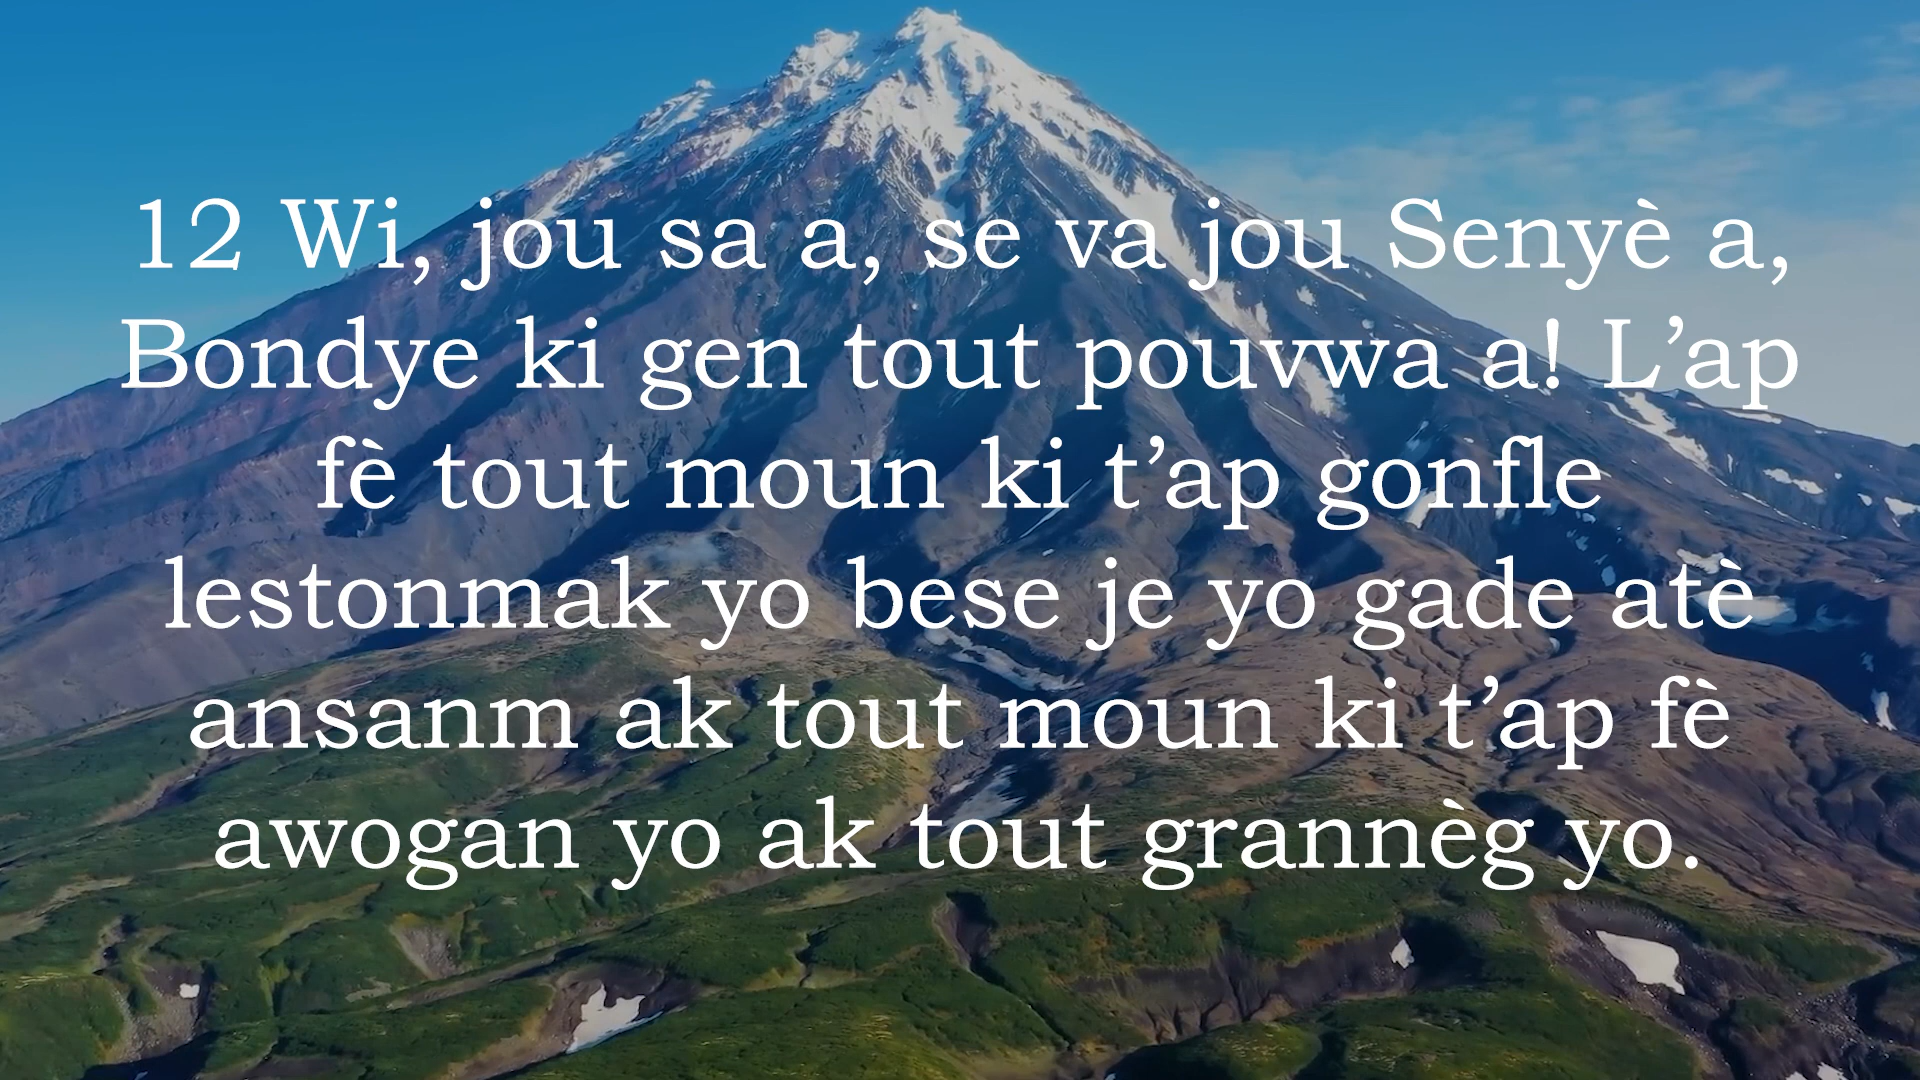 12 Wi, jou sa a, se va jou Senyè a,
Bondye ki gen tout pouvwa a! L’ap
fè tout moun ki t’ap gonfle
lestonmak yo bese je yo gade atè
ansanm ak tout moun ki t’ap fè
awogan yo ak tout grannèg yo.